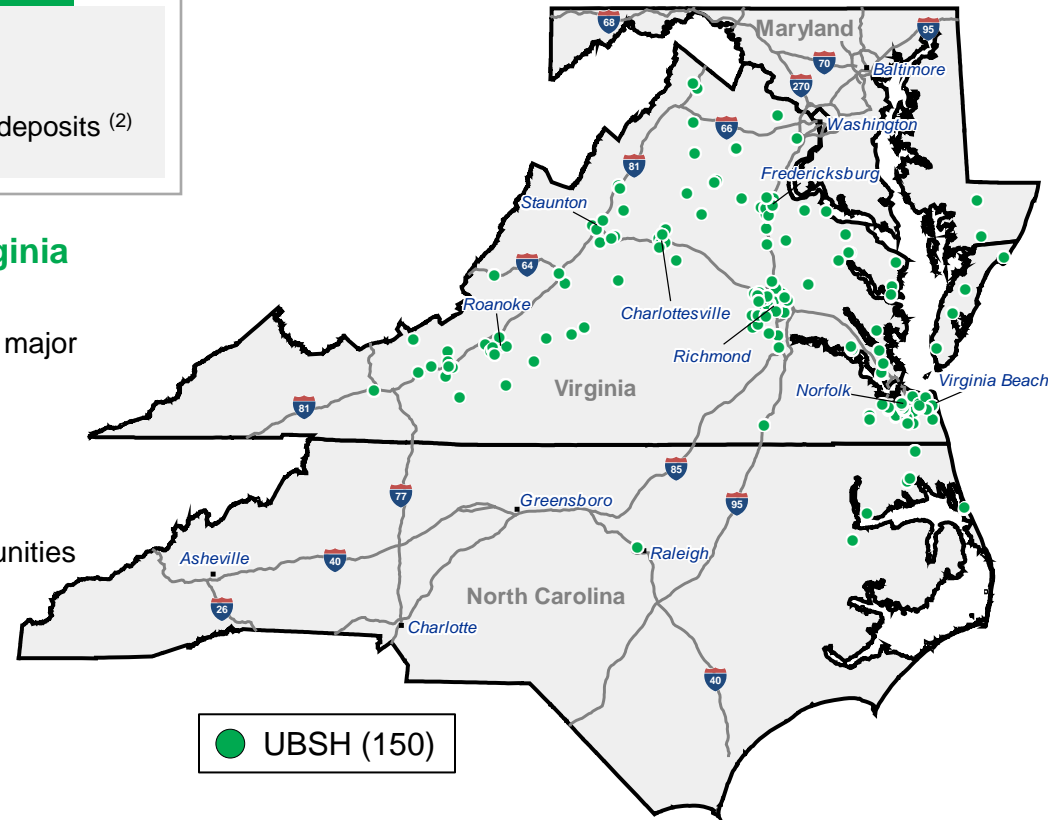 deposits (2)
ginia
major
unities
68
Maryland
95
70
Baltimore
270
66
Washington
81
Fredericksburg
Staunton
64
Roanoke
Charlottesville
Richmond
Virginia
Norfolk
Virginia Beach
81
85
77
95
Greensboro
Asheville
40
Raleigh
26
North Carolina
Charlotte
40
UBSH (150)